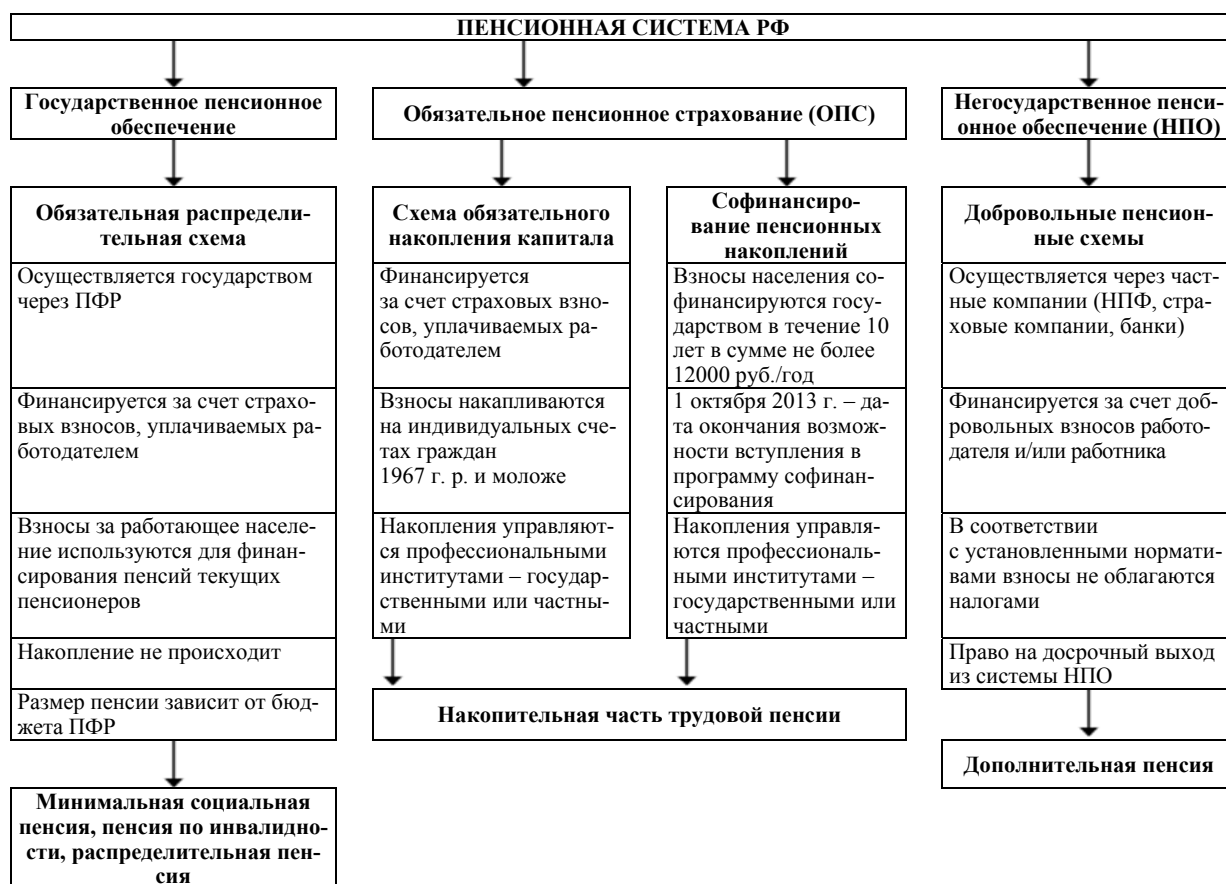 ПЕНСИОННАЯ СИСТЕМА РФ
Государственное пенсионное
обеспечение
Обязательная распредели-
тельная схема
Осуществляется государством
через ПФР
Финансируется за счет страхо-
вых взносов, уплачиваемых ра-
ботодателем
Взносы за работающее населе-
ние используются для финан-
сирования пенсий текущих
пенсионеров
Накопление не происходит
Размер пенсии зависит от бюд-
жета ПФР
Минимальная социальная
пенсия, пенсия по инвалидно-
сти, распределительная пен-
сия
Обязательное пенсионное страхование (ОПС)
Схема обязательного
накопления капитала
Финансируется
за счет страховых взно-
сов, уплачиваемых ра-
ботодателем
Взносы накапливаются
на индивидуальных сче-
тах граждан
1967 г. р. и моложе
Накопления управляют-
ся профессиональными
институтами – государ-
ственными или частны-
ми
Софинансиро-
вание пенсионных
накоплений
Взносы населения со-
финансируются госу-
дарством в течение 10
лет в сумме не более
12000 руб./год
1 октября 2013 г. – да-
та окончания возмож-
ности вступления в
программу софинан-
сирования
Накопления управля-
ются профессиональ-
ными институтами –
государственными или
частными
Накопительная часть трудовой пенсии
Негосударственное пенси-
онное обеспечение (НПО)
Добровольные пенсион-
ные схемы
Осуществляется через част-
ные компании (НПФ, стра-
ховые компании, банки)
Финансируется за счет доб-
ровольных взносов работо-
дателя и/или работника
В соответствии
с установленными нормати-
вами взносы не облагаются
налогами
Право на досрочный выход
из системы НПО
Дополнительная пенсия